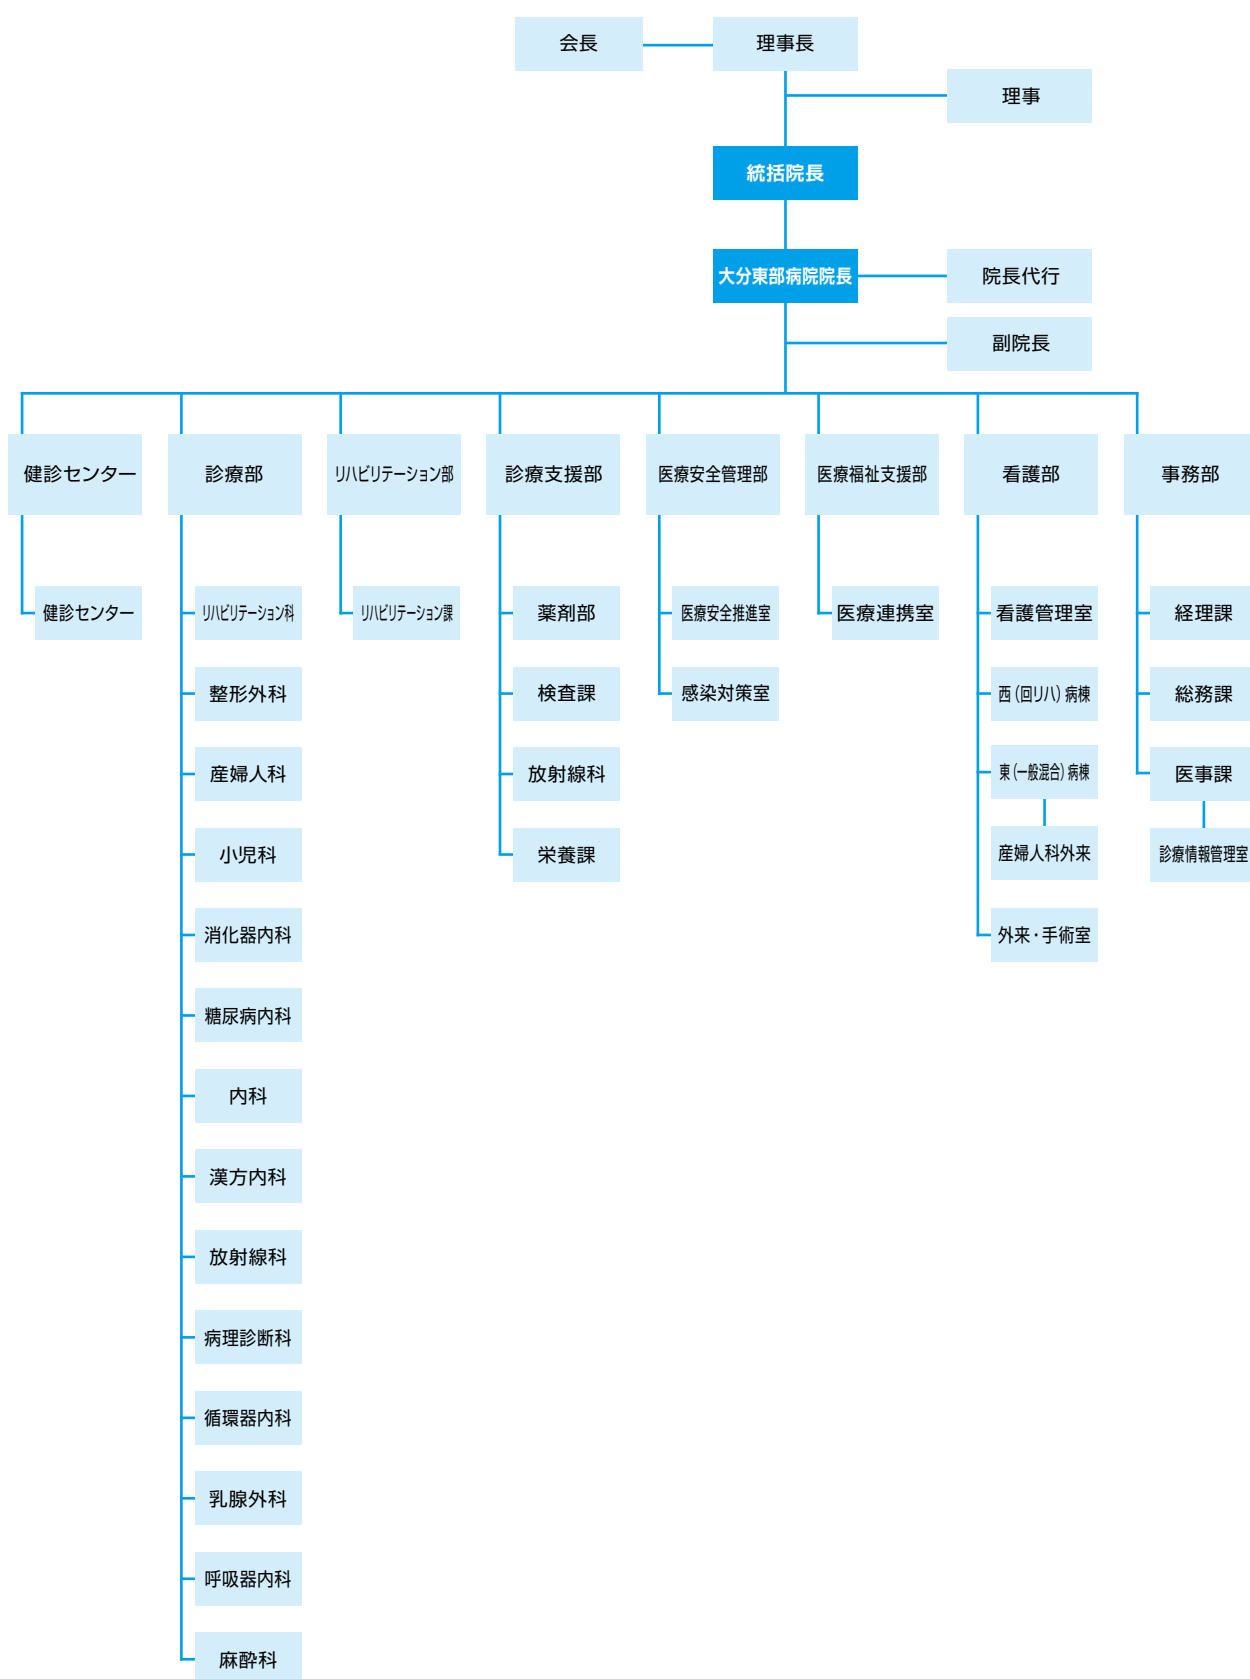 会長
理事長
理事
統括院長
大分東部病院院長
院長代行
副院長
健診センター
診療部
リハビリテーション部
診療支援部
医療安全管理部
医療福祉支援部
看護部
事務部
健診センター
リハビリテーション科
整形外科
産婦人科
小児科
消化器内科
糖尿病内科
内科
漢方内科
放射線科
病理診断科
循環器内科
乳腺外科
呼吸器内科
麻酔科
リハビリテーション課
薬剤部
検査課
放射線科
栄養課
医療安全推進室
感染対策室
医療連携室
看護管理室
西（回リハ）病棟
東（一般混合）病棟
産婦人科外来
外来・手術室
経理課
総務課
医事課
診療情報管理室